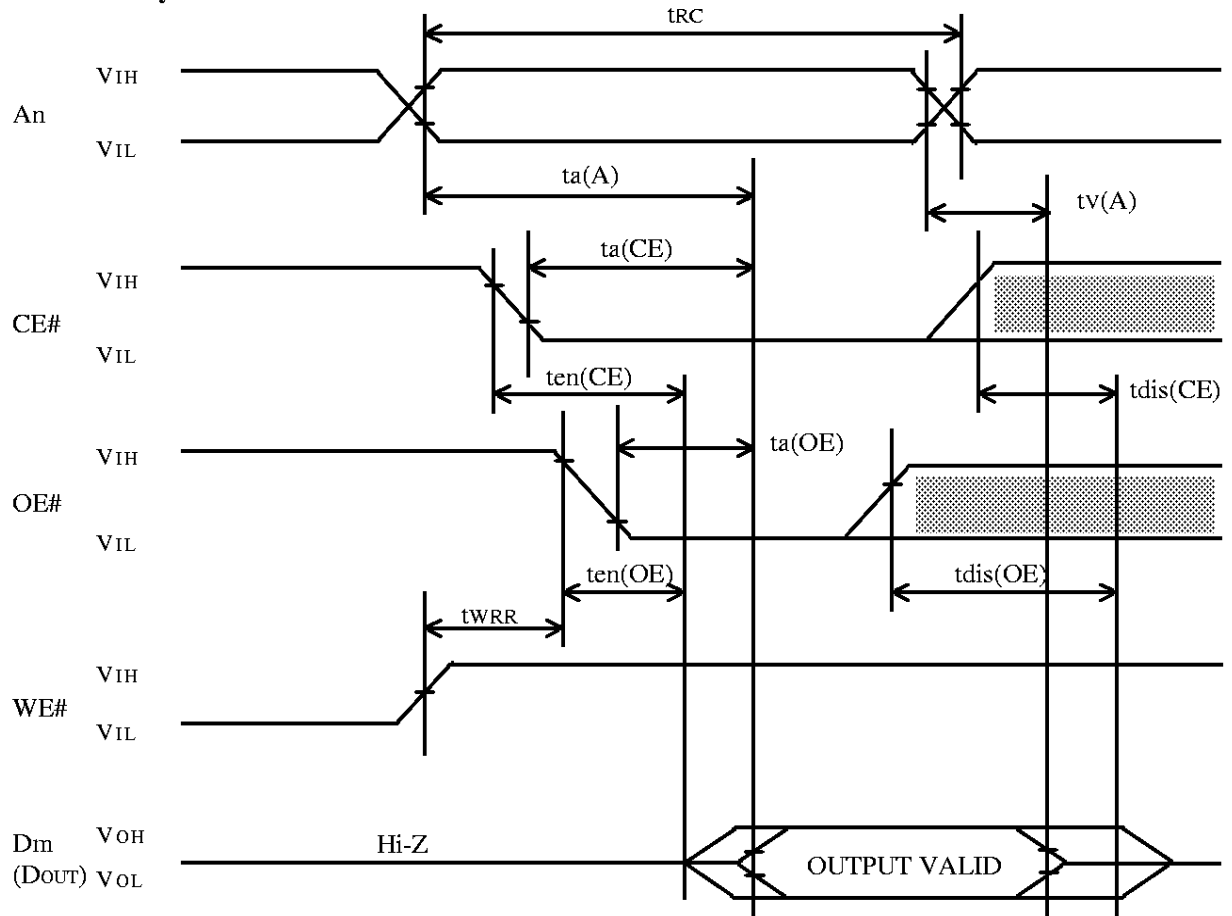 tRC
VIH
An
VIL
ta(A)
tv(A)
ta(CE)
VIH
CE#
VIL
ten(CE)
tdis(CE)
ta(OE)
VIH
OE#
VIL
ten(OE)
tdis(OE)
tWRR
VIH
WE#
VIL
Dm
(DOUT)
VOH
VOL
Hi-Z
OUTPUT VALID